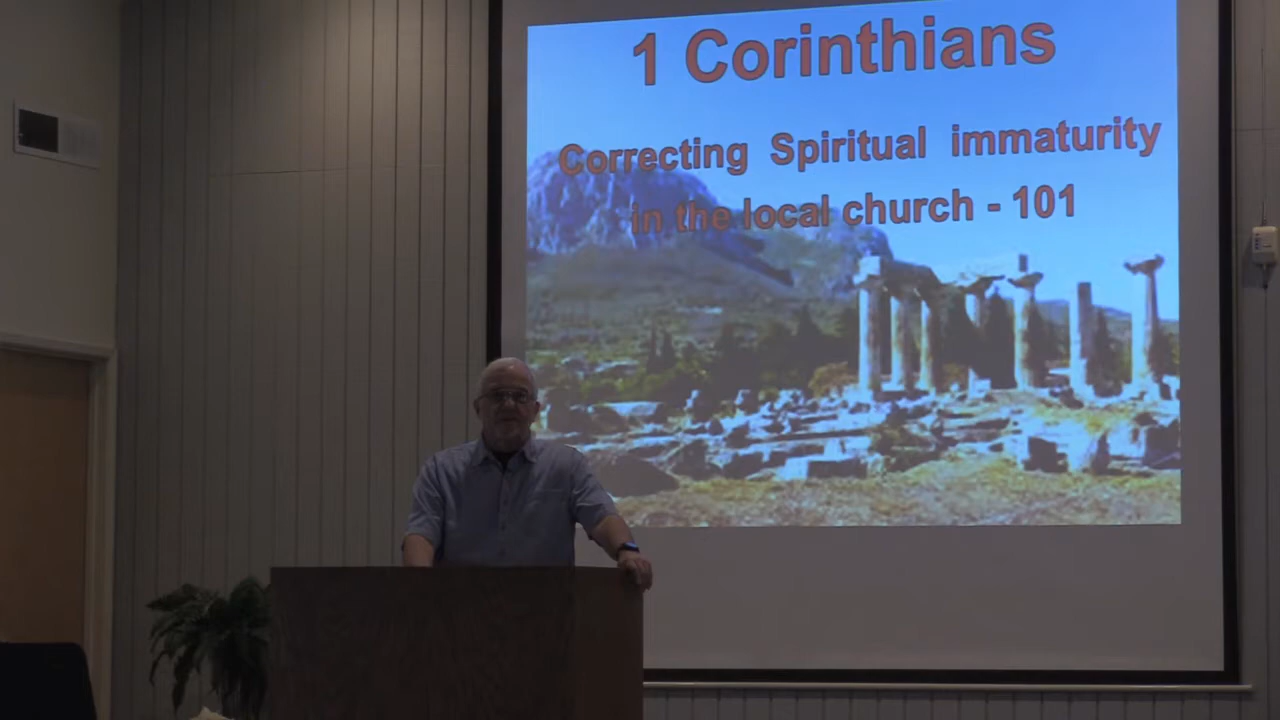 1 Corinthians
Correcting Spiritual immaturity
in the local church - 101